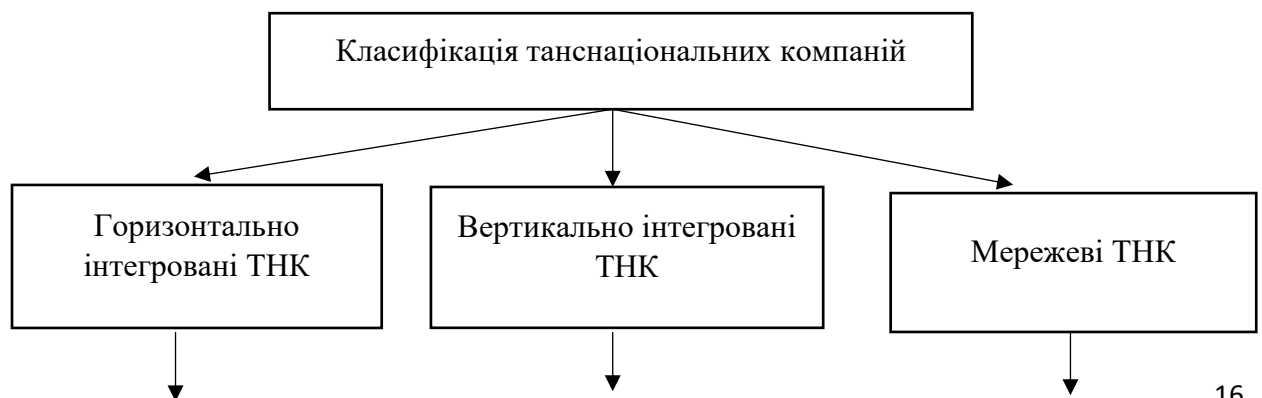 Класифікація танснаціональних компаній
Горизонтально
інтегровані ТНК
Вертикально інтегровані
ТНК
Мережеві ТНК
16